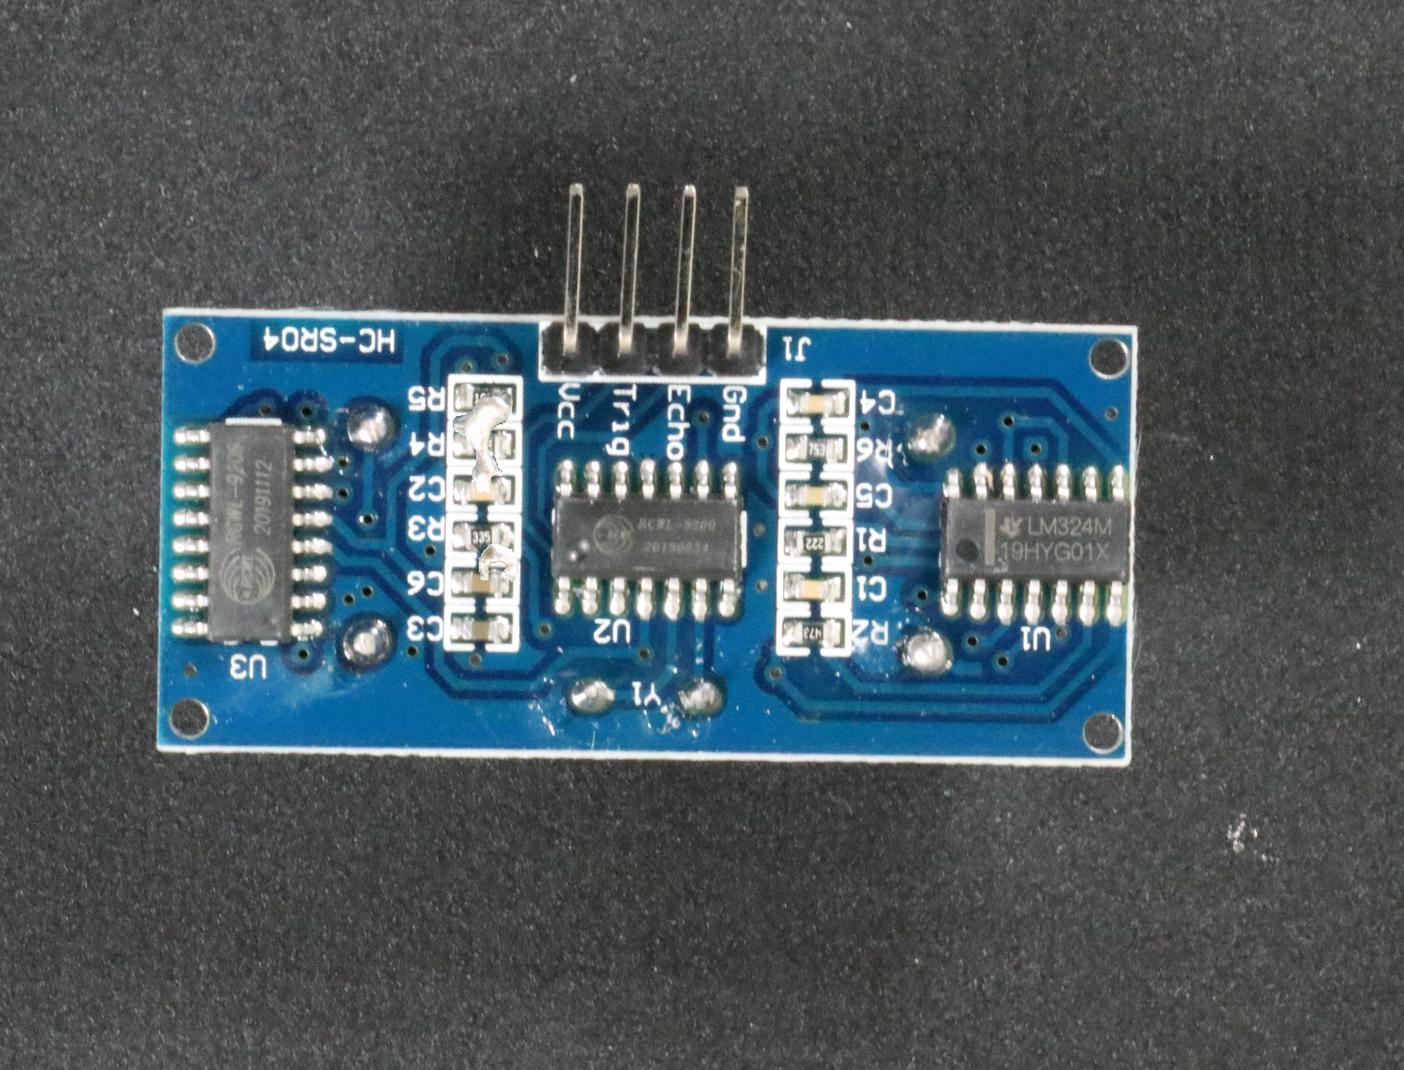 HC-SR04
J1
Vcc
Trig
Echo
Gnd
R5
R4
C2
R3
C6
C3
C4
R6
C5
R1
C1
R2
335
222
473
20191112
LM324M
19HYG01X
U3
U2
U1
Y1